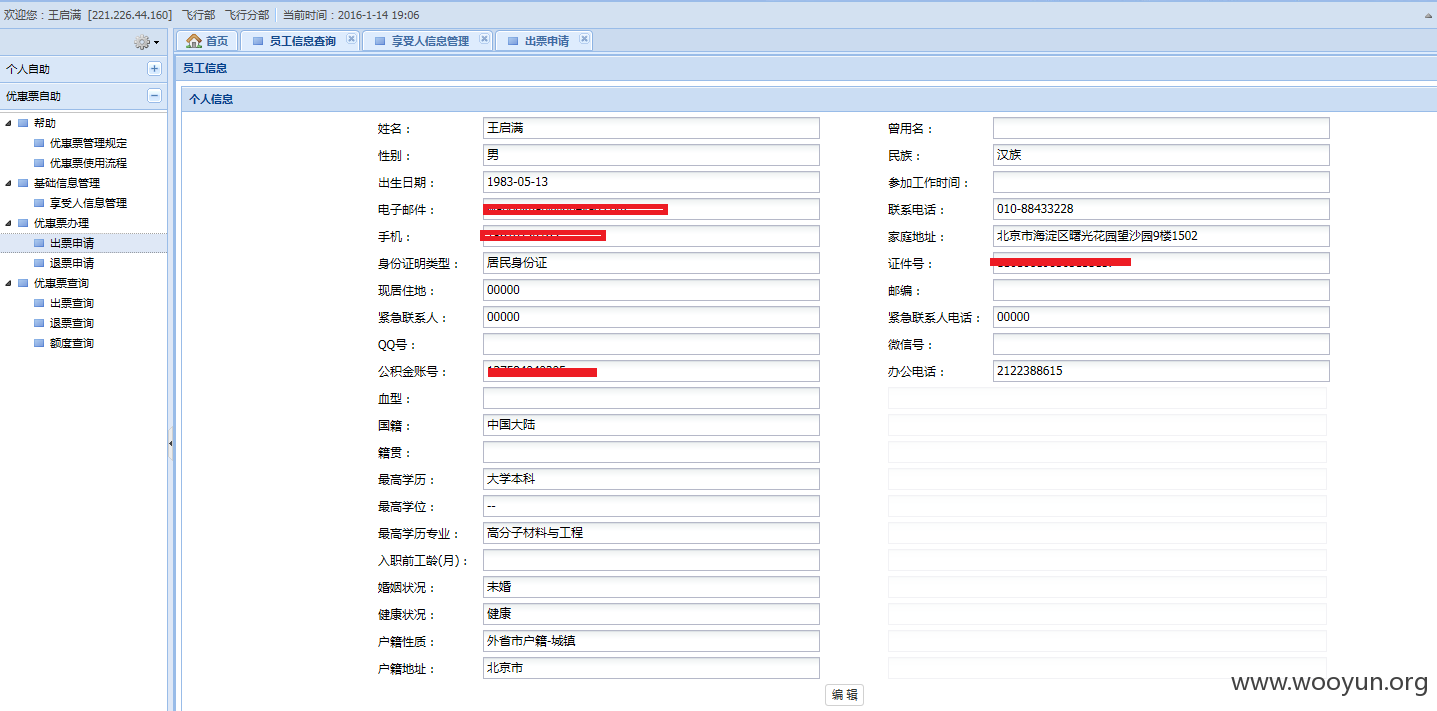 欢迎您：王启满 [221.226.44.160] 飞行部 飞行分部 当前时间：2016-1-14 19:06
首页 员工信息查询 享受人信息管理 出票申请
个人自助
优惠票自助
帮助
优惠票管理规定
优惠票使用流程
基础信息管理
享受人信息管理
优惠票办理
出票申请
退票申请
优惠票查询
出票查询
退票查询
额度查询
员工信息
个人信息
姓名： 王启满 曾用名：
性别： 男 民族： 汉族
出生日期： 1983-05-13 参加工作时间：
电子邮件： 联系电话： 010-88433228
手机： 家庭地址： 北京市海淀区曙光花园望沙园9楼1502
身份证明类型： 居民身份证 证件号：
现居住地： 00000 邮编：
紧急联系人： 00000 紧急联系人电话： 00000
QQ号： 微信号：
公积金账号： 办公电话： 2122388615
血型：
国籍： 中国大陆
籍贯：
最高学历： 大学本科
最高学位： --
最高学历专业： 高分子材料与工程
入职前工龄(月)：
婚姻状况： 未婚
健康状况： 健康
户籍性质： 外省市户籍-城镇
户籍地址： 北京市
编辑
www.wooyun.org